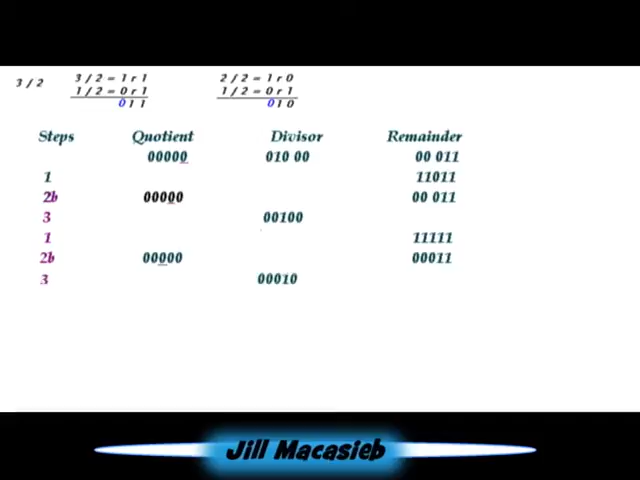 3 / 2
3 / 2 = 1 r 1
1 / 2 = 0 r 1
0 1 1
2 / 2 = 1 r 0
1 / 2 = 0 r 1
0 1 0
Steps Quotient Divisor Remainder
00000 010 00 00 011
1 11011
2b 00000 00 011
3 00100
1 11111
2b 00000 00011
3 00010
Jill Macasieb